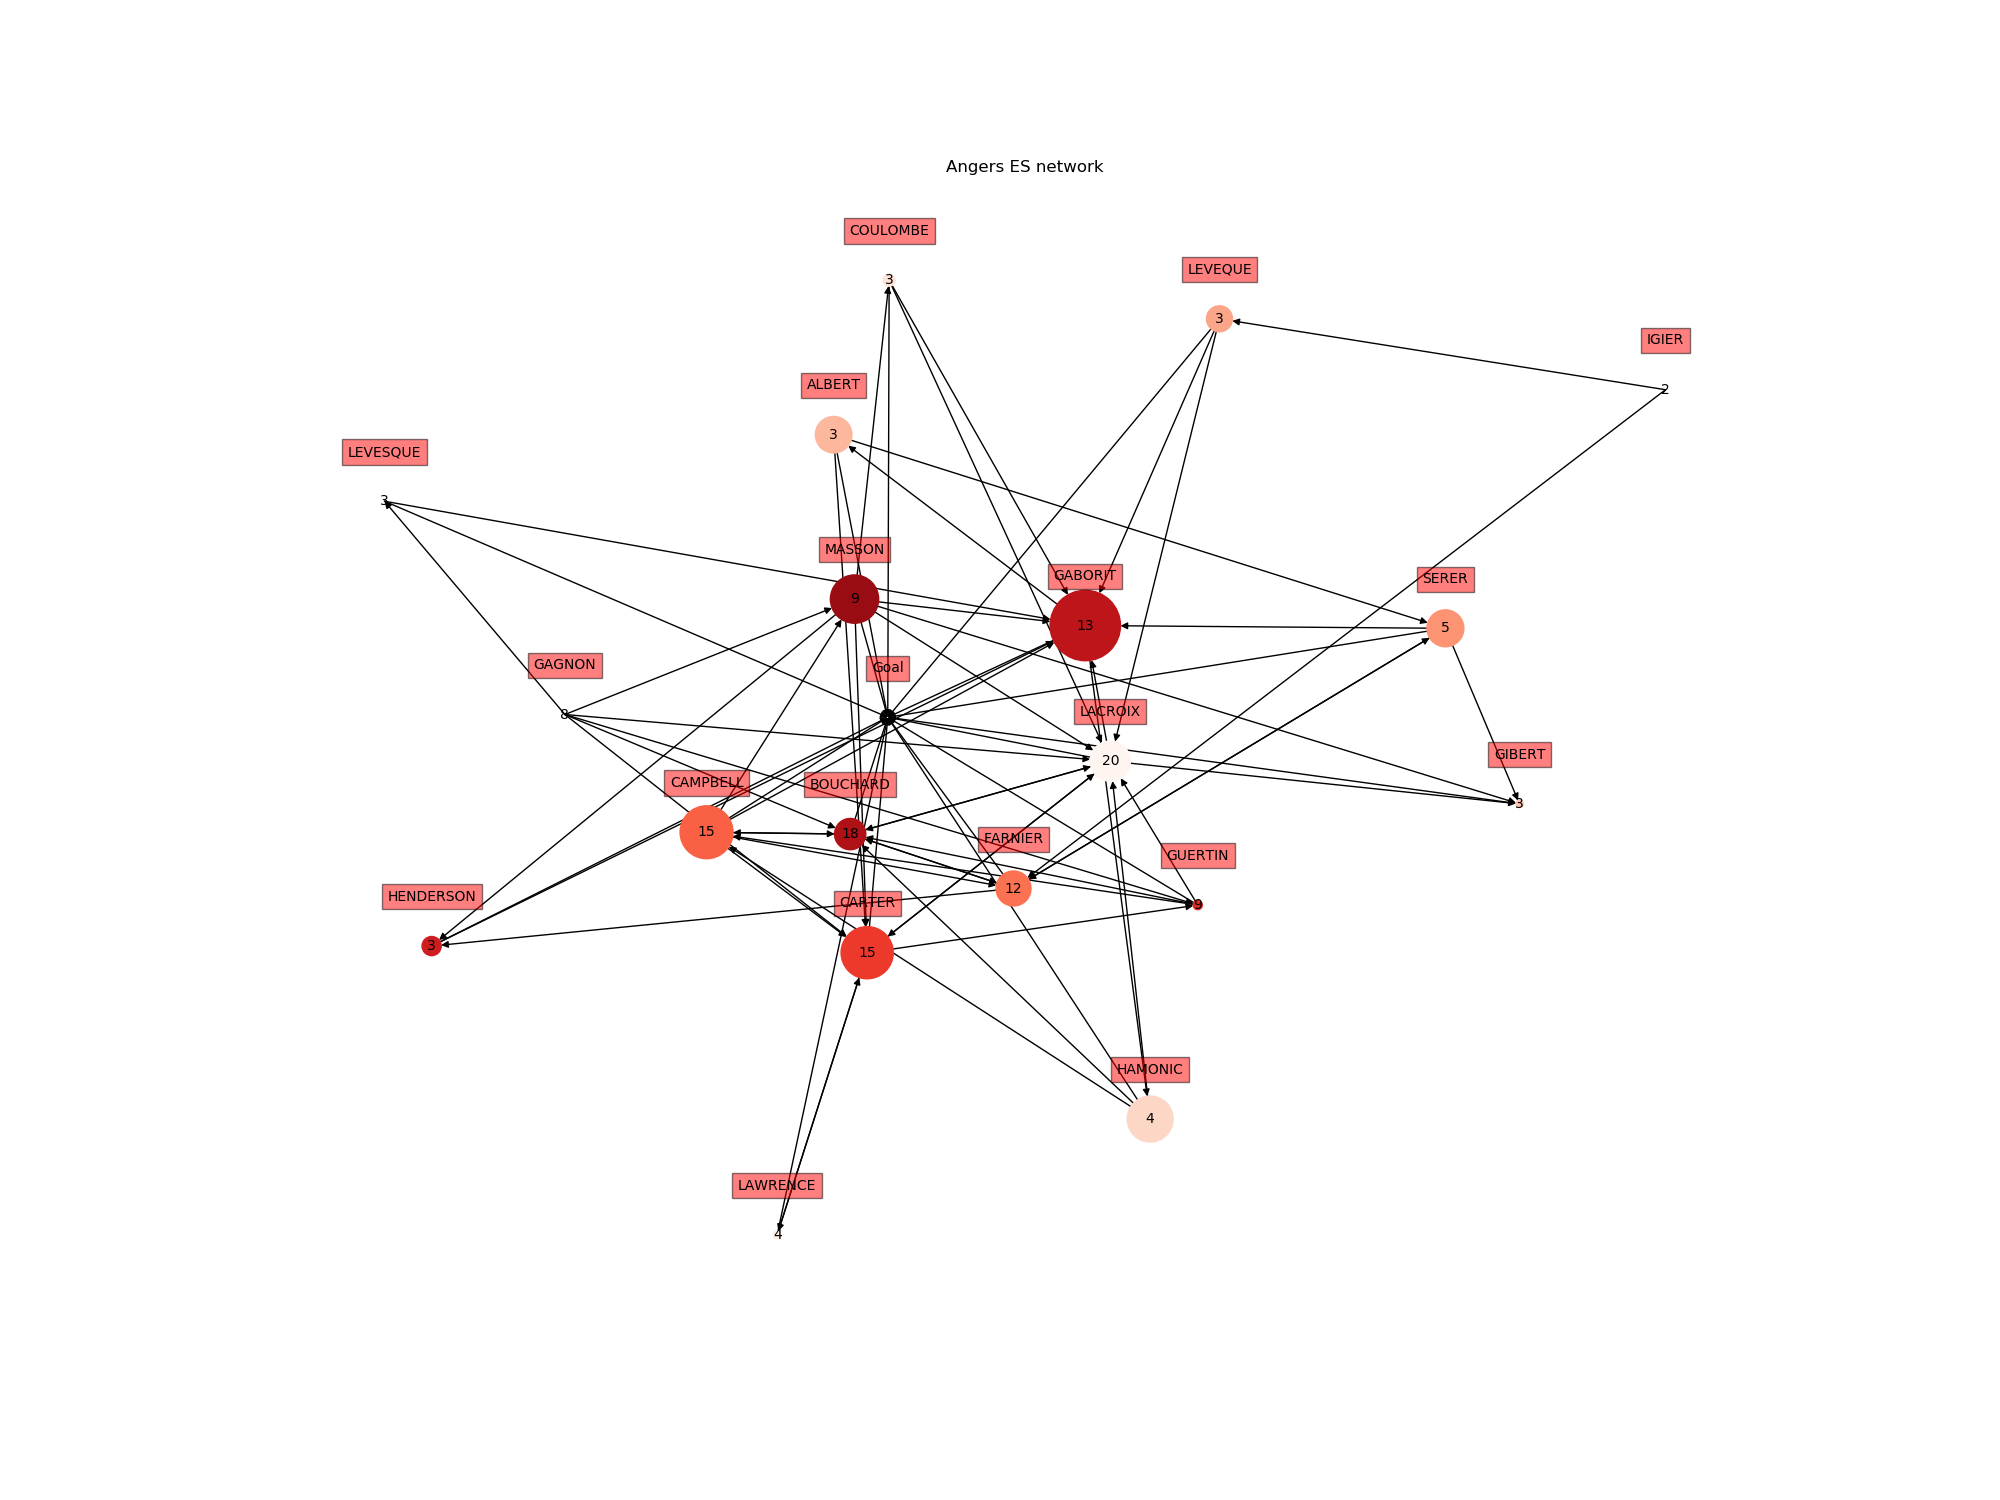 Angers ES network
COULOMBE
3
LEVEQUE
3
IGIER
2
ALBERT
3
LEVESQUE
3
MASSON
9
GABORIT
13
SERER
5
GAGNON
8
Goal
LACROIX
20
GIBERT
3
CAMPBELL
15
BOUCHARD
18
FARNIER
12
GUERTIN
9
HENDERSON
3
CARTER
15
HAMONIC
4
LAWRENCE
4